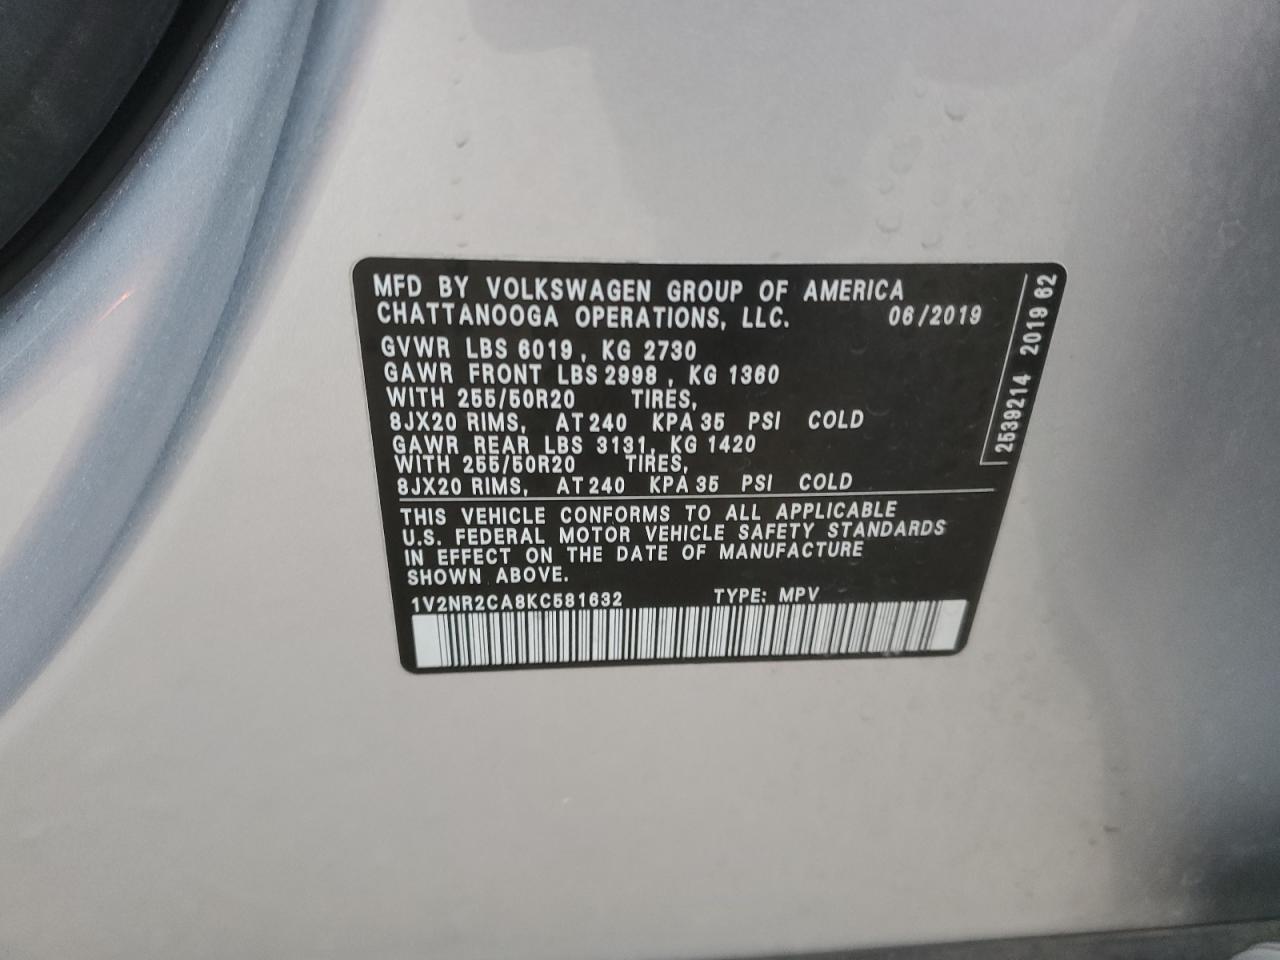 MFD BY VOLKSWAGEN GROUP OF AMERICA
CHATTANOOGA OPERATIONS, LLC. 06/2019
GVWR LBS 6019, KG 2730
GAWR FRONT LBS 2998, KG 1360
WITH 255/50R20 TIRES,
8JX20 RIMS, AT 240 KPA 35 PSI COLD
GAWR REAR LBS 3131, KG 1420
WITH 255/50R20 TIRES,
8JX20 RIMS, AT 240 KPA 35 PSI COLD
THIS VEHICLE CONFORMS TO ALL APPLICABLE
U.S. FEDERAL MOTOR VEHICLE SAFETY STANDARDS
IN EFFECT ON THE DATE OF MANUFACTURE
SHOWN ABOVE.
1V2NR2CA8KC581632 TYPE: MPV
2539214 2019 62